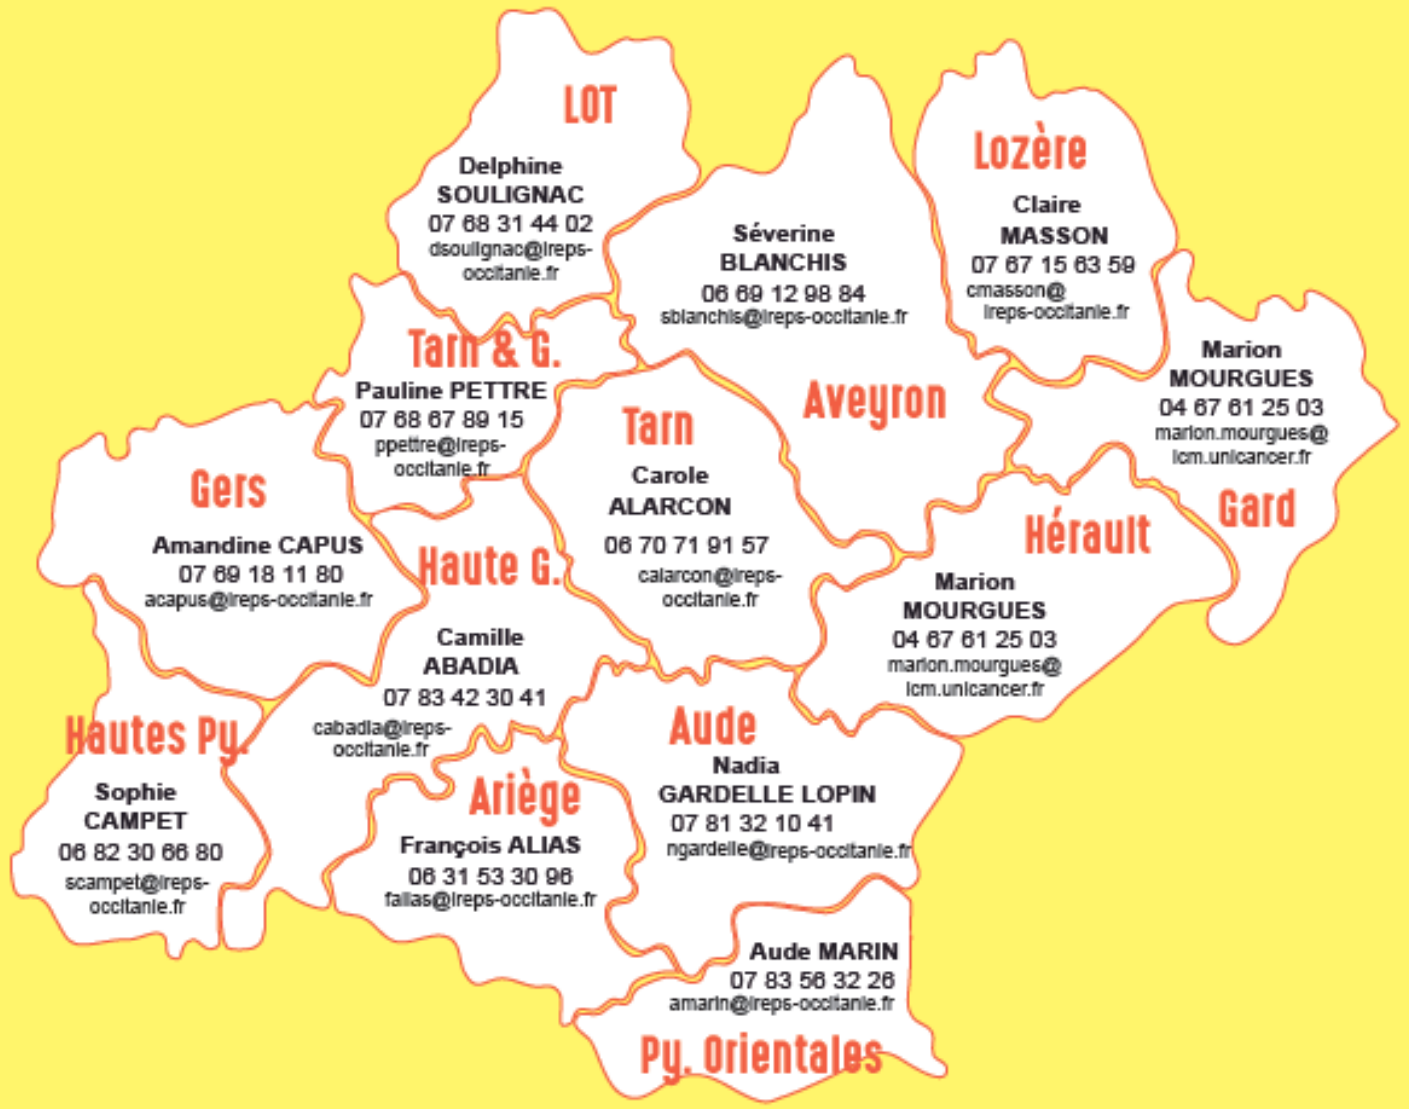 LOT
Delphine
SOULIGNAC
07 68 31 44 02
dsoulignac@ireps-
occitanie.fr
Lozère
Claire
MASSON
07 67 15 63 59
cmasson@
ireps-occitanie.fr
Séverine
BLANCHIS
06 69 12 98 84
sblanchis@ireps-occitanie.fr
Aveyron
Tarn & G.
Pauline PETTRE
07 68 67 89 15
ppettre@ireps-
occitanie.fr
Marion
MOURGUES
04 67 61 25 03
marion.mourgues@
icm.unicancer.fr
Gard
Tarn
Carole
ALARCON
06 70 71 91 57
calarcon@ireps-
occitanie.fr
Gers
Amandine CAPUS
07 69 18 11 80
acapus@ireps-occitanie.fr
Haute G.
Camille
ABADIA
07 83 42 30 41
cabadia@ireps-
occitanie.fr
Hérault
Marion
MOURGUES
04 67 61 25 03
marion.mourgues@
icm.unicancer.fr
Hautes Py.
Sophie
CAMPET
06 82 30 66 80
scampet@ireps-
occitanie.fr
Ariège
François ALIAS
06 31 53 30 96
falias@ireps-occitanie.fr
Aude
Nadia
GARDELLE LOPIN
07 81 32 10 41
ngardelle@ireps-occitanie.fr
Aude MARIN
07 83 56 32 26
amarin@ireps-occitanie.fr
Py. Orientales